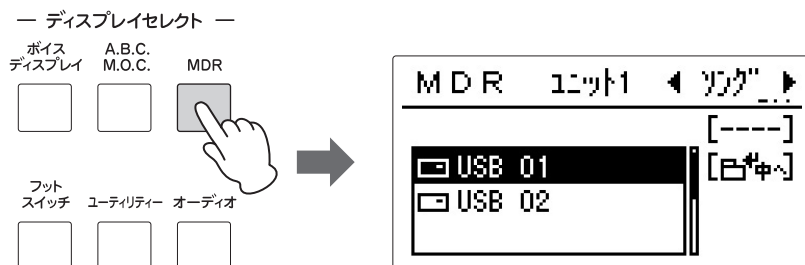 ディスプレイセレクト
ボイス
ディスプレイ
A.B.C.
M.O.C.
MDR
フット
スイッチ
ユーティリティー
オーディオ
MDR ユニット1 ◀ ソング ▶
[----]
USB 01
[中へ]
USB 02